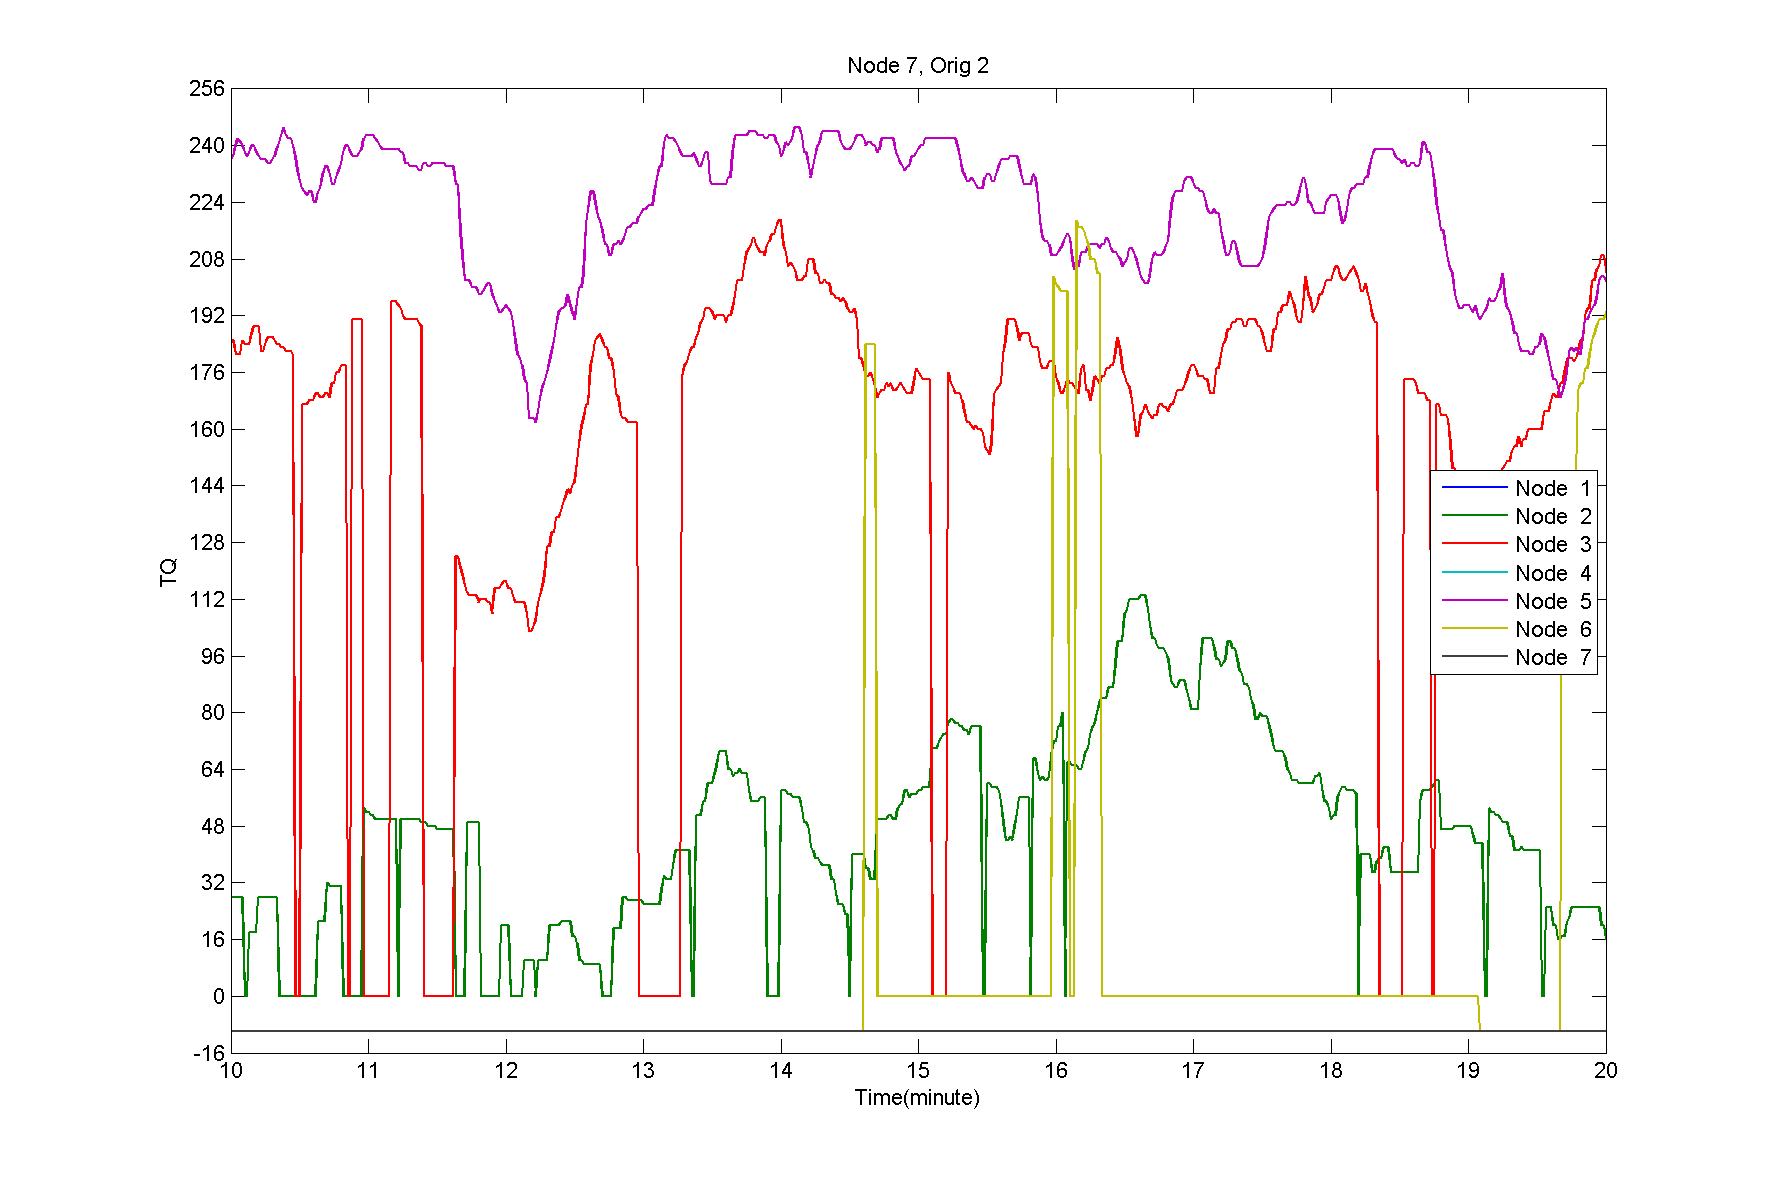 Node 7, Orig 2
256
240
224
208
192
176
160
144
128
112
96
80
64
48
32
16
0
-16
TQ
Node 1
Node 2
Node 3
Node 4
Node 5
Node 6
Node 7
10 11 12 13 14 15 16 17 18 19 20
Time(minute)